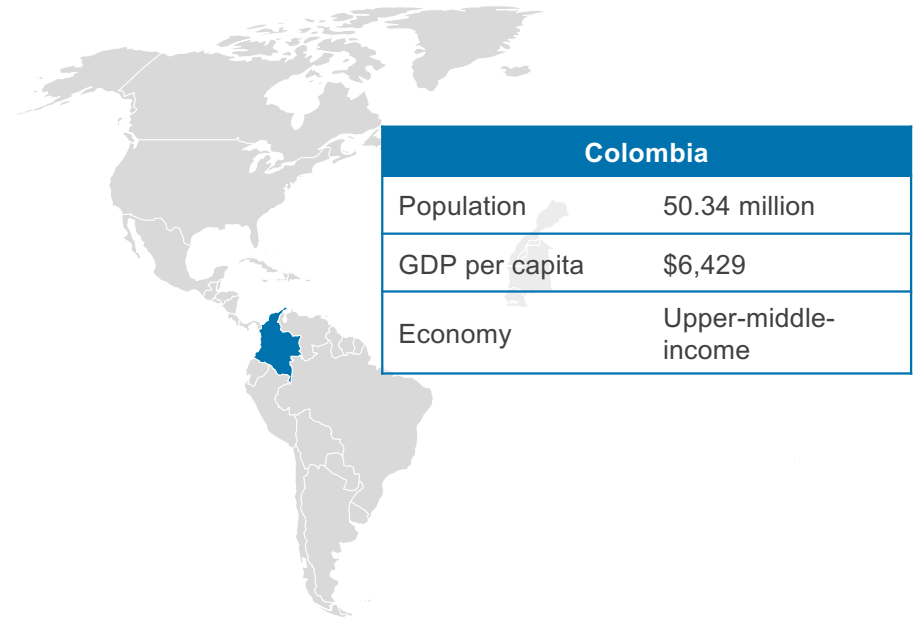 Colombia
Population 50.34 million
GDP per capita $6,429
Economy Upper-middle-
income